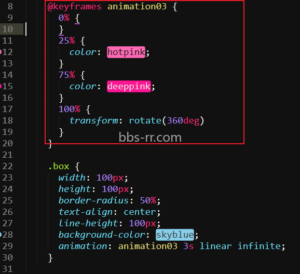 8 @keyframes animation03 {
9 0% {
10 }
11 25% {
12 color: hotpink;
13 }
14 75% {
15 color: deeppink;
16 }
17 100% {
18 transform: rotate(360deg)
19 }
20 }
bbs-rr.com
21
22 .box {
23 width: 100px;
24 height: 100px;
25 border-radius: 50%;
26 text-align: center;
27 line-height: 100px;
28 background-color: skyblue;
29 animation: animation03 3s linear infinite;
30 }
31